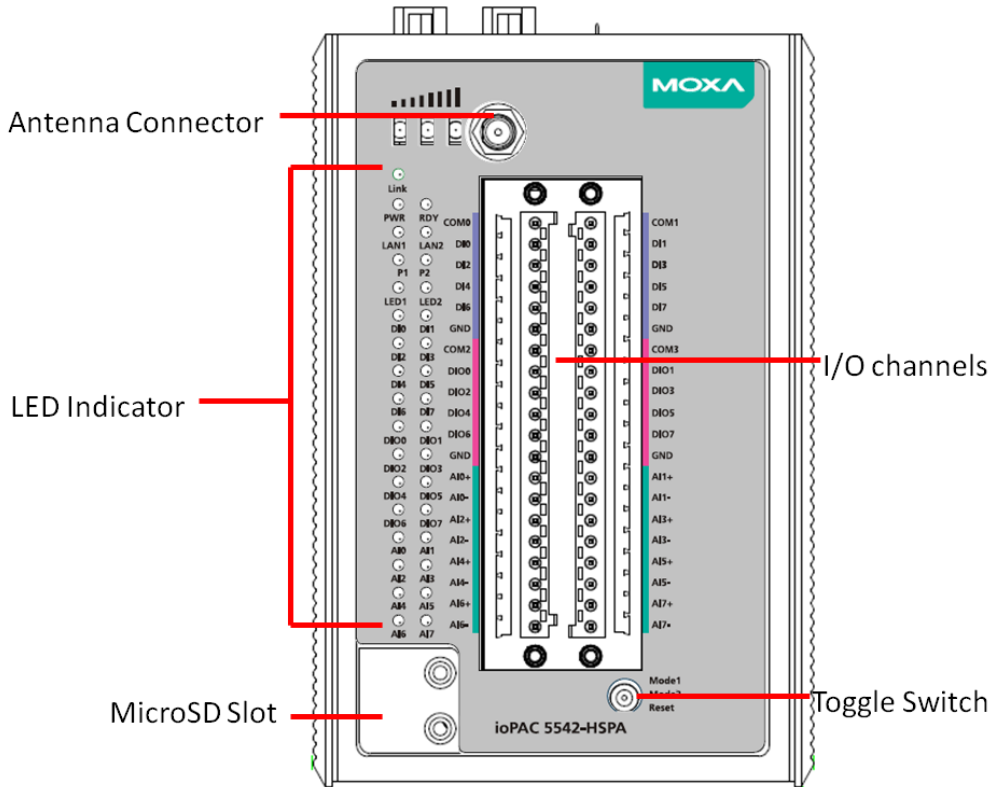 MOXA
Antenna Connector
Link
PWR RDY
LAN1 LAN2
P1 P2
LED1 LED2
DI0 DI1
DI2 DI3
DI4 DI5
DI6 DI7
DIO0 DIO1
DIO2 DIO3
DIO4 DIO5
DIO6 DIO7
AI0 AI1
AI2 AI3
AI4 AI5
AI6 AI7
LED Indicator
COM0
DI0
DI2
DI4
DI6
GND
COM2
DIO0
DIO2
DIO4
DIO6
GND
AI0+
AI0-
AI2+
AI2-
AI4+
AI4-
AI6+
AI6-
COM1
DI1
DI3
DI5
DI7
GND
COM3
DIO1
DIO3
DIO5
DIO7
GND
AI1+
AI1-
AI3+
AI3-
AI5+
AI5-
AI7+
AI7-
I/O channels
MicroSD Slot
Mode1
Mode2
Reset
Toggle Switch
ioPAC 5542-HSPA